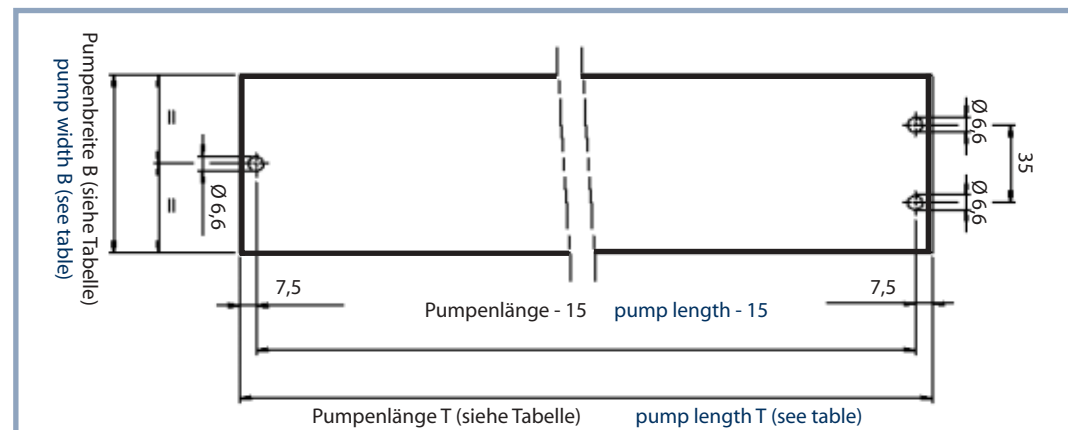 Pumpenbreite B (siehe Tabelle)
pump width B (see table)
=
=
Ø 6,6
Ø 6,6
Ø 6,6
35
7,5
7,5
Pumpenlänge - 15 pump length - 15
Pumpenlänge T (siehe Tabelle) pump length T (see table)